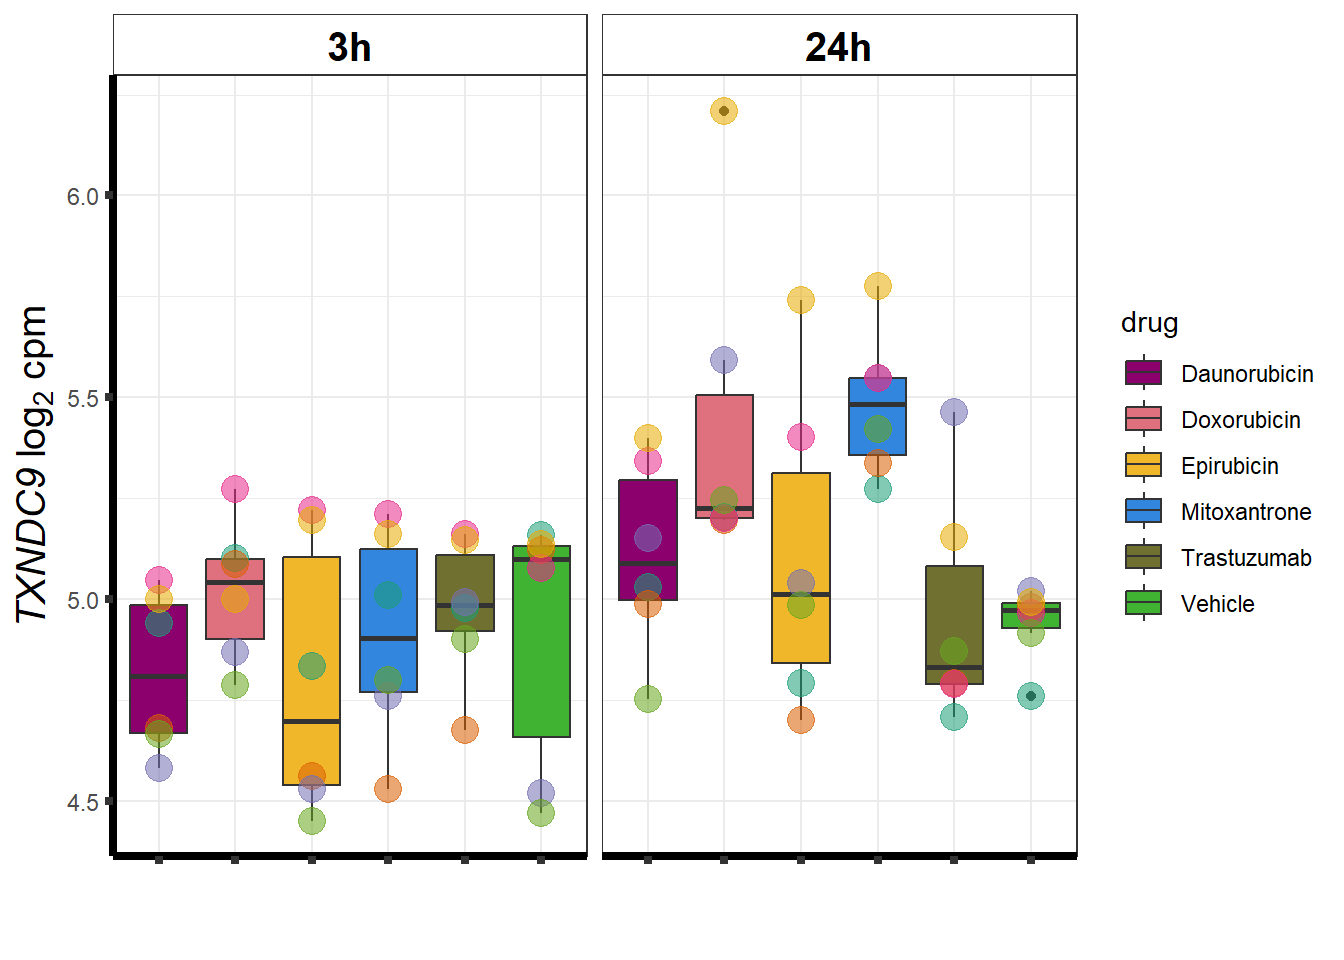 3h
24h
TXNDC9 log₂ cpm
6.0
5.5
5.0
4.5
drug
Daunorubicin
Doxorubicin
Epirubicin
Mitoxantrone
Trastuzumab
Vehicle